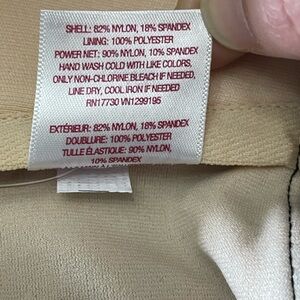 SHELL: 82% NYLON, 18% SPANDEX
LINING: 100% POLYESTER
POWER NET: 90% NYLON, 10% SPANDEX
HAND WASH COLD WITH LIKE COLORS,
ONLY NON-CHLORINE BLEACH IF NEEDED,
LINE DRY, COOL IRON IF NEEDED
RN17730 VN1299195
EXTÉRIEUR: 82% NYLON, 18% SPANDEX
DOUBLURE: 100% POLYESTER
TULLE ÉLASTIQUE: 90% NYLON,
10% SPANDEX